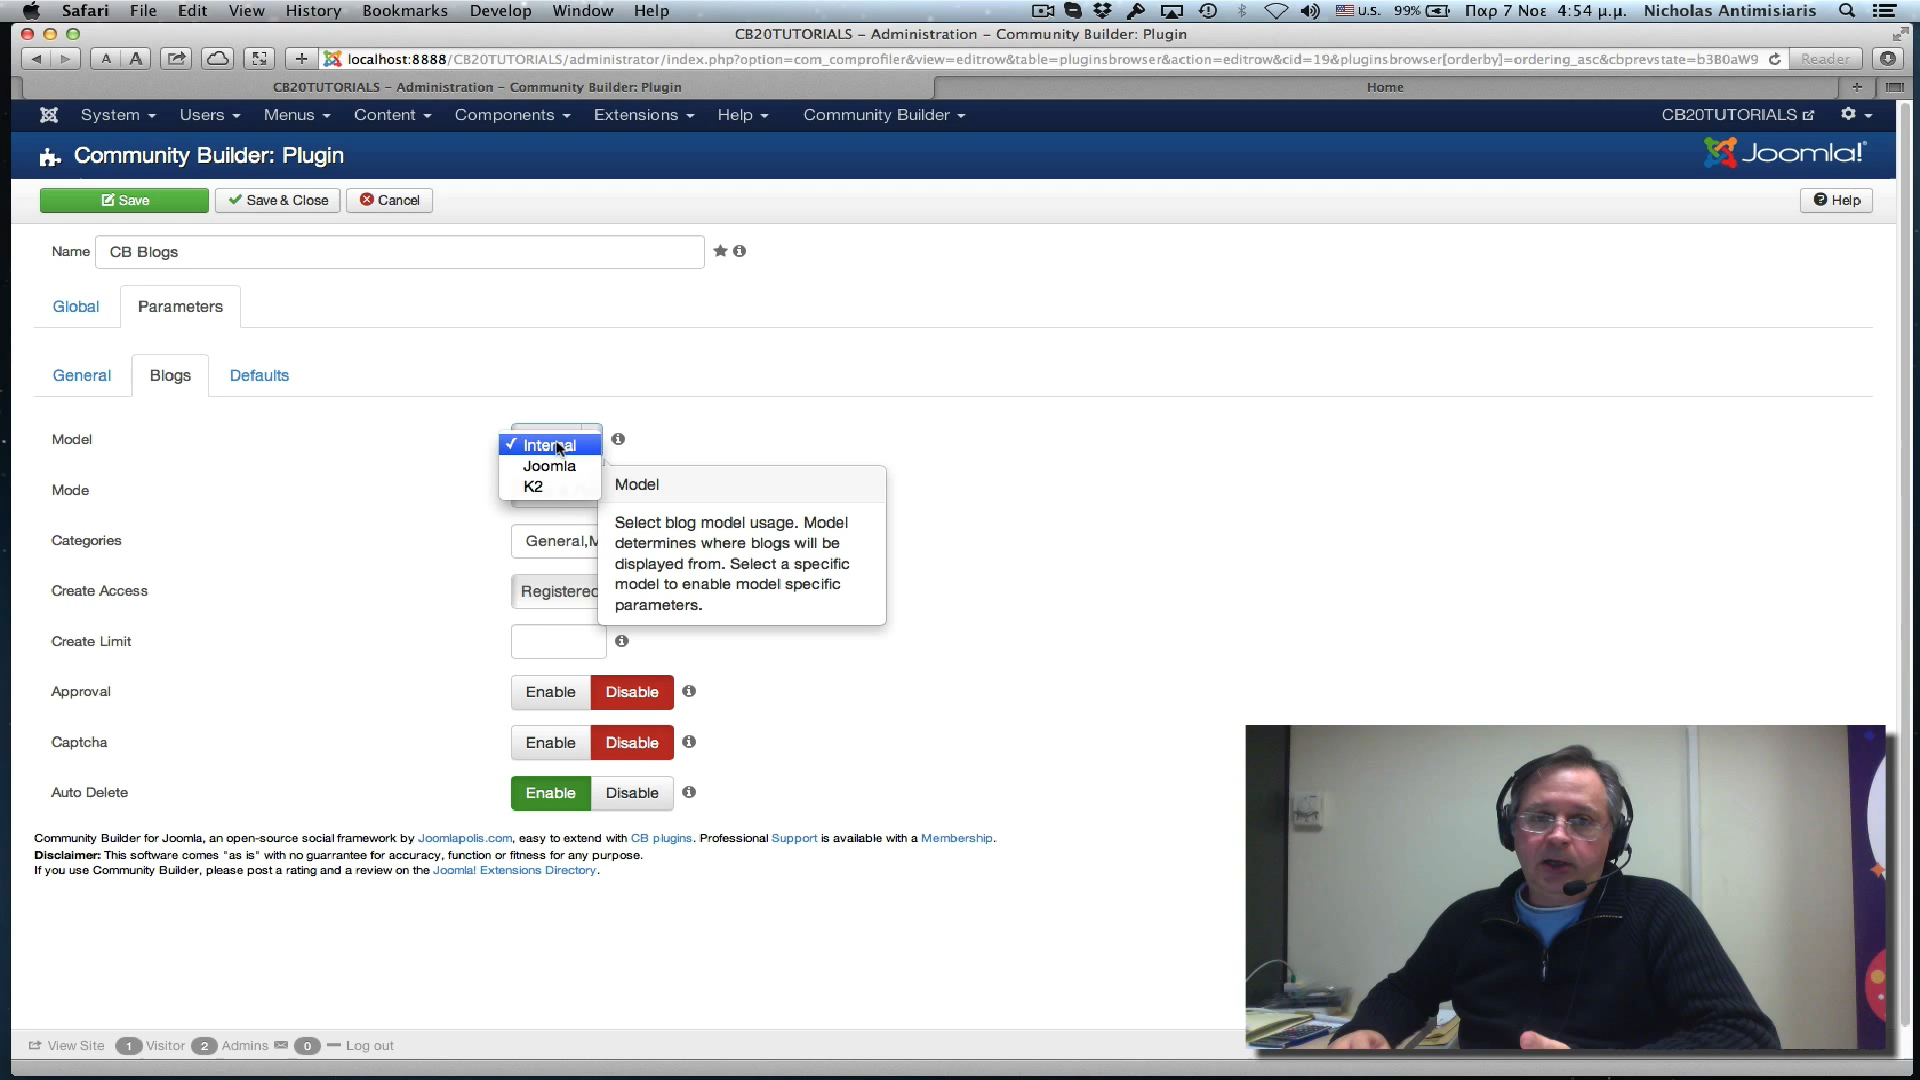 Safari File Edit View History Bookmarks Develop Window Help U.S. 99% Παρ 7 Νοε 4:54 μ.μ. Nicholas Antimisiaris
CB20TUTORIALS – Administration – Community Builder: Plugin
A A localhost:8888/CB20TUTORIALS/administrator/index.php?option=com_comprofiler&view=editrow&table=pluginsbrowser&action=editrow&cid=19&pluginsbrowser[orderby]=ordering_asc&cbprevstate=b3B0aW9 Reader
CB20TUTORIALS – Administration – Community Builder: Plugin Home
System Users Menus Content Components Extensions Help Community Builder CB20TUTORIALS
Community Builder: Plugin Joomla!
Save Save & Close Cancel Help
Name CB Blogs
Global Parameters
General Blogs Defaults
Model Internal
Joomla
K2
Model
Select blog model usage. Model
determines where blogs will be
displayed from. Select a specific
model to enable model specific
parameters.
Mode
Categories General,M
Create Access Registered
Create Limit
Approval Enable Disable
Captcha Enable Disable
Auto Delete Enable Disable
Community Builder for Joomla, an open-source social framework by Joomlapolis.com, easy to extend with CB plugins. Professional Support is available with a Membership.
Disclaimer: This software comes "as is" with no guarrantee for accuracy, function or fitness for any purpose.
If you use Community Builder, please post a rating and a review on the Joomla! Extensions Directory.
View Site 1 Visitor 2 Admins 0 Log out